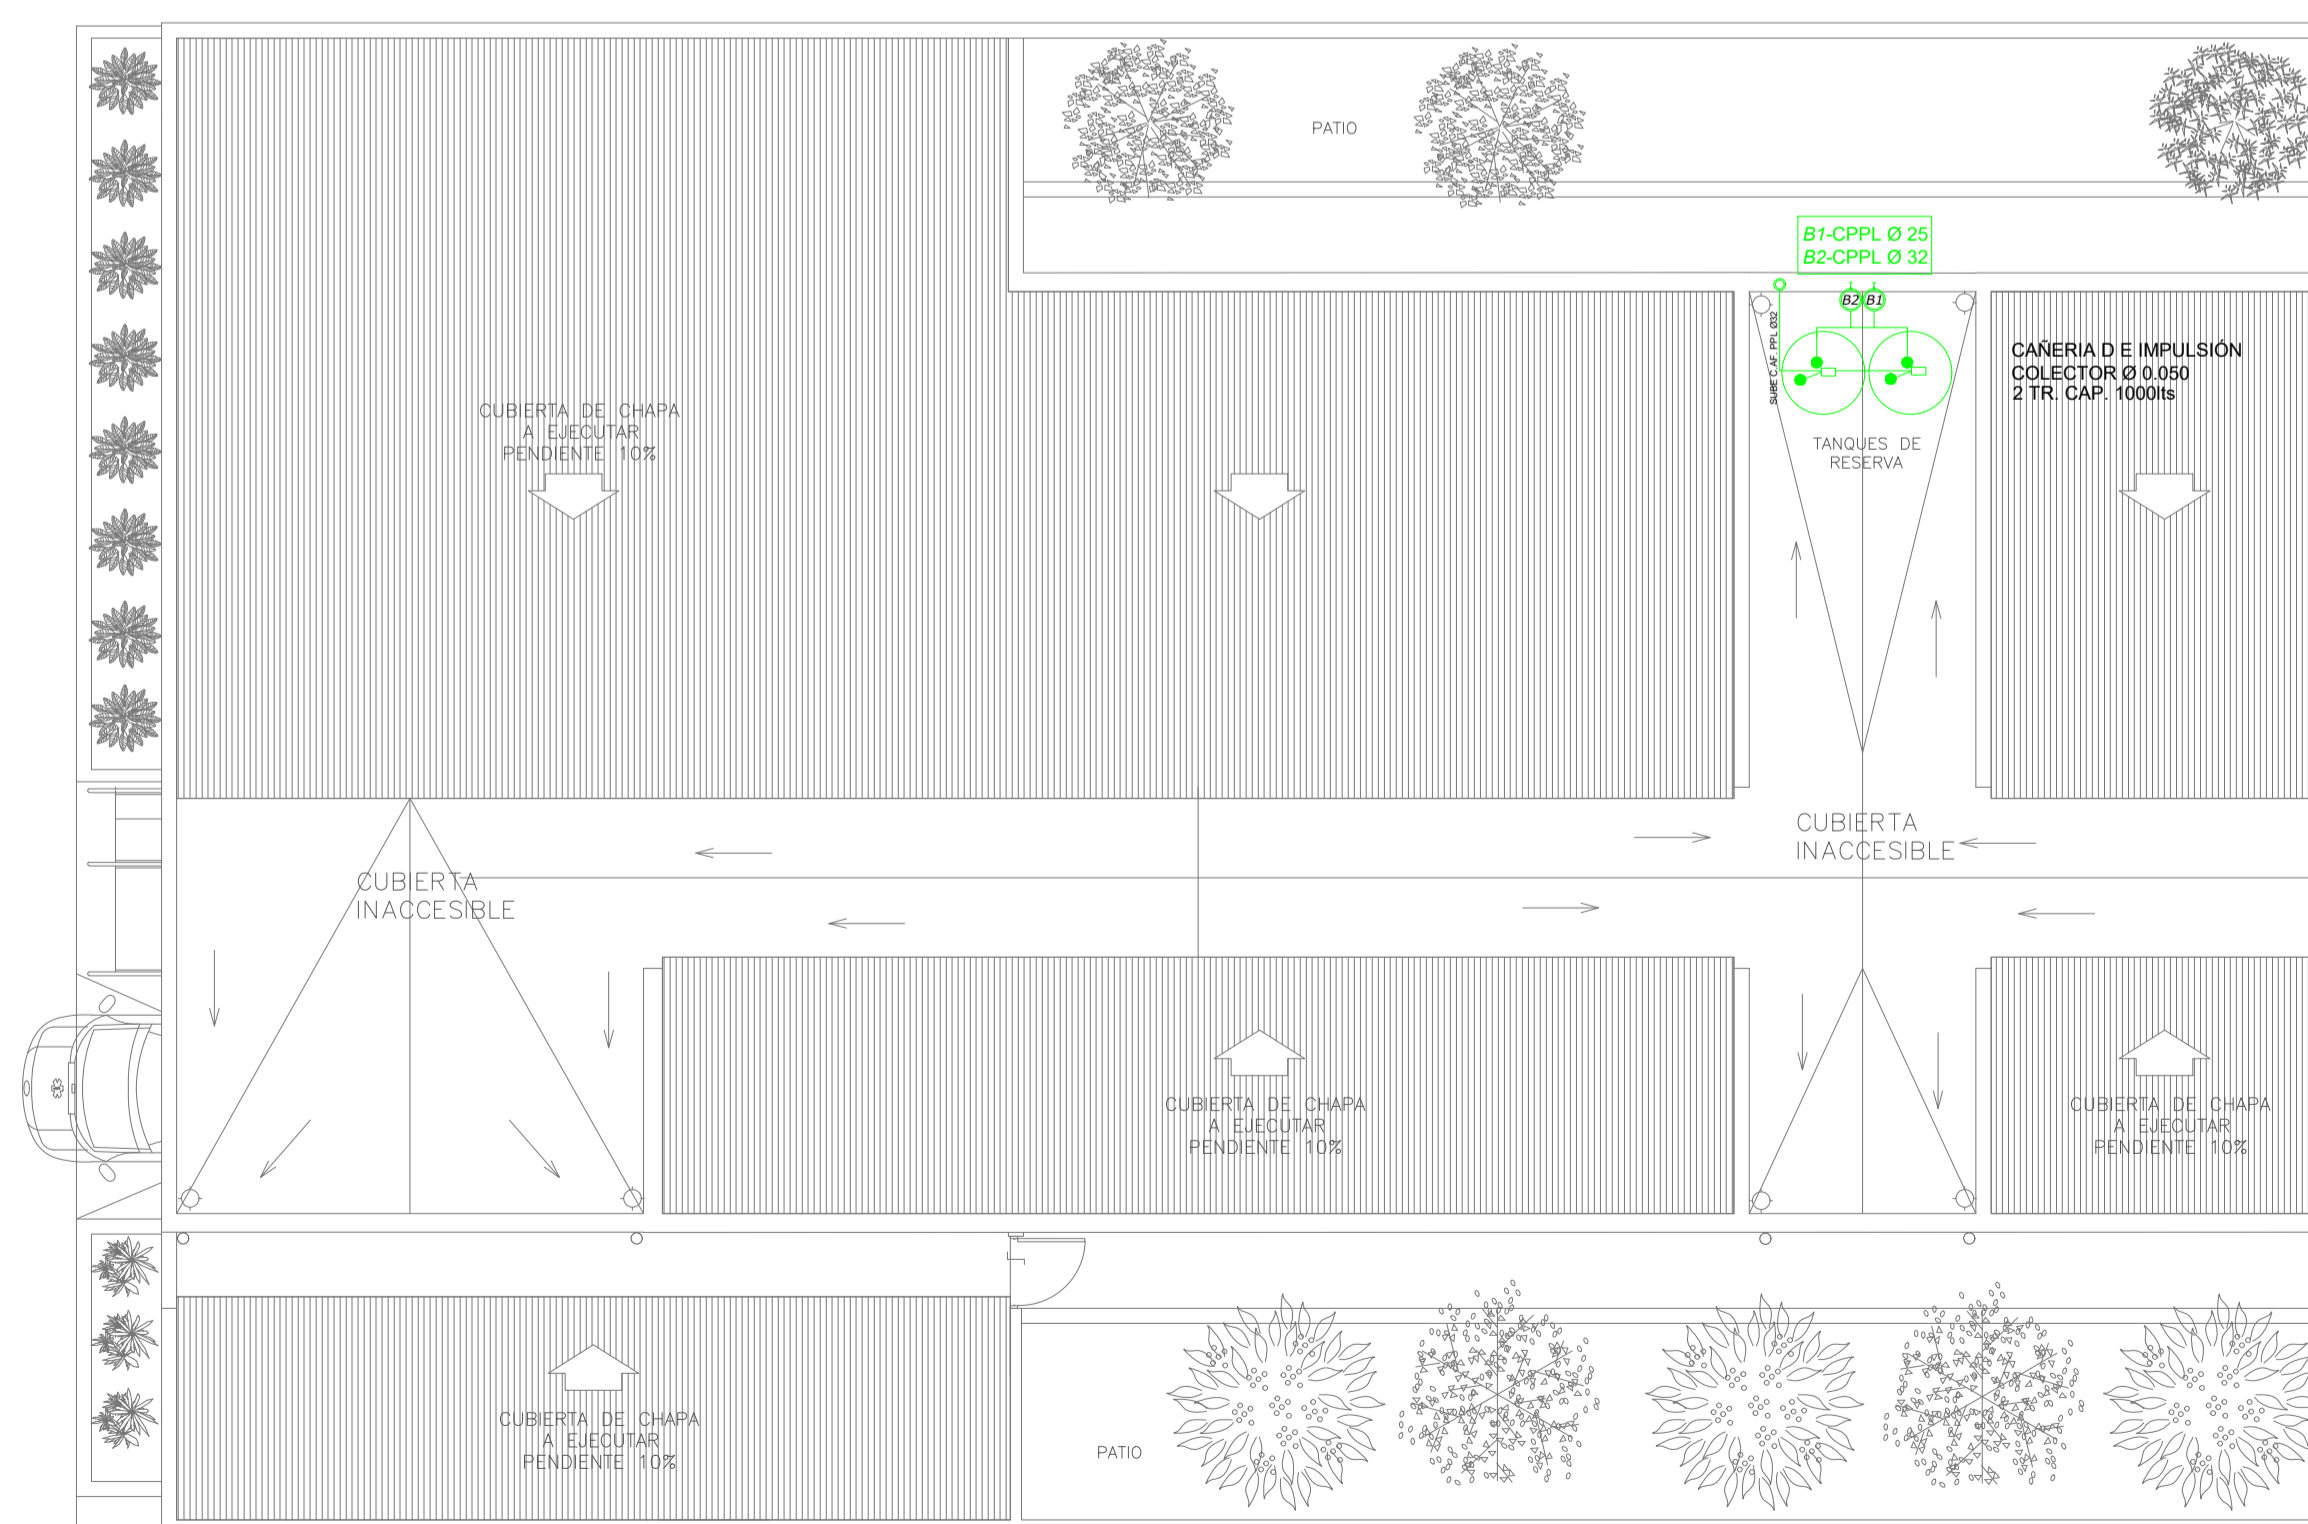 PATIO
B1-CPPL Ø 25
B2-CPPL Ø 32
B2 B1
SUBE C.AF. PPL Ø32
CAÑERIA D E IMPULSIÓN
COLECTOR Ø 0.050
2 TR. CAP. 1000lts
CUBIERTA DE CHAPA
A EJECUTAR
PENDIENTE 10%
TANQUES DE
RESERVA
CUBIERTA
INACCESIBLE
CUBIERTA
INACCESIBLE
CUBIERTA DE CHAPA
A EJECUTAR
PENDIENTE 10%
CUBIERTA DE CHAPA
A EJECUTAR
PENDIENTE 10%
CUBIERTA DE CHAPA
A EJECUTAR
PENDIENTE 10%
PATIO